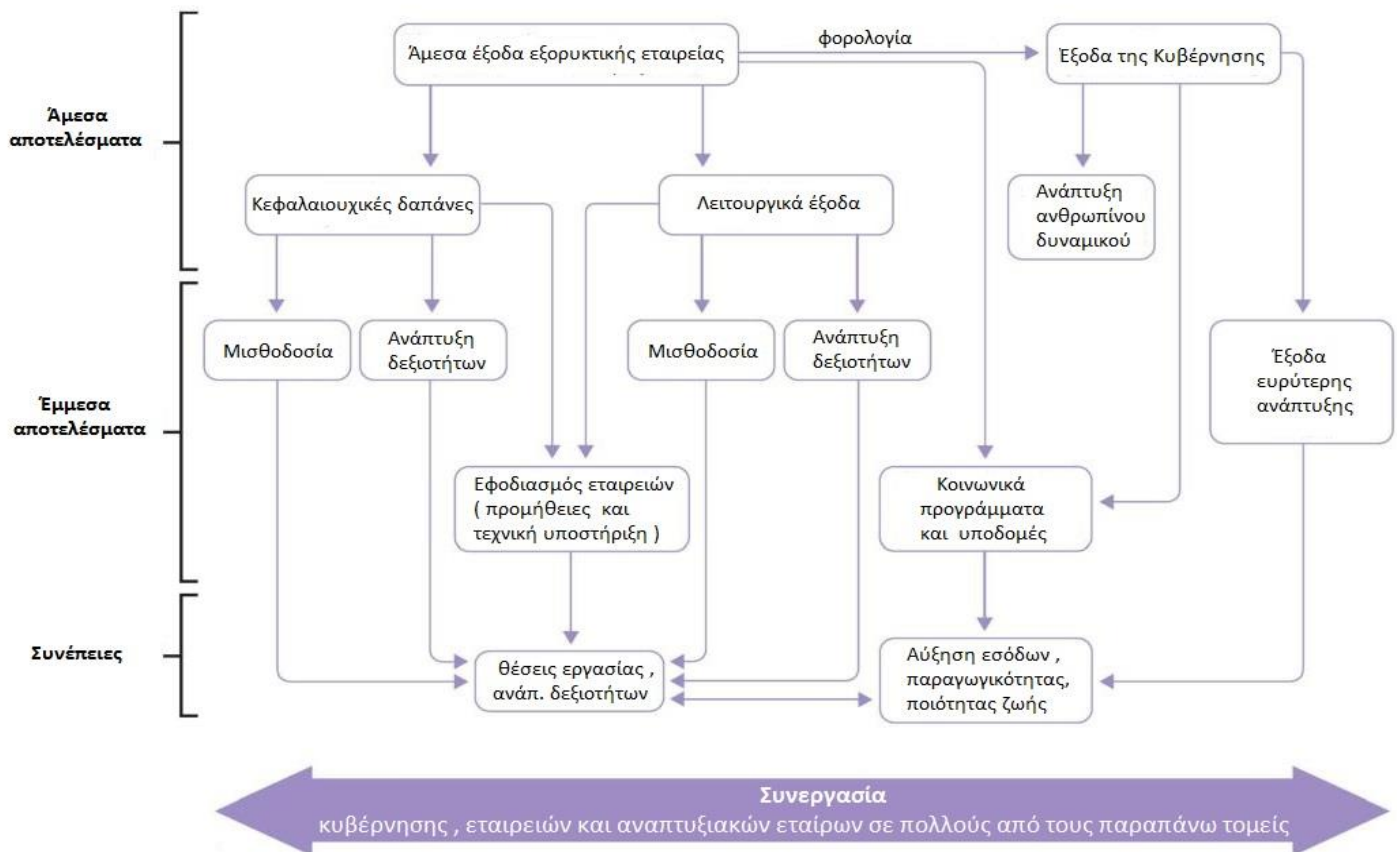 Άμεσα έξοδα εξορυκτικής εταιρείας
φορολογία
Έξοδα της Κυβέρνησης
Άμεσα
αποτελέσματα
Κεφαλαιουχικές δαπάνες
Λειτουργικά έξοδα
Ανάπτυξη
ανθρωπίνου
δυναμικού
Μισθοδοσία
Ανάπτυξη
δεξιοτήτων
Μισθοδοσία
Ανάπτυξη
δεξιοτήτων
Έξοδα
ευρύτερης
ανάπτυξης
Έμμεσα
αποτελέσματα
Εφοδιασμός εταιρειών
( προμήθειες και
τεχνική υποστήριξη )
Κοινωνικά
προγράμματα
και υποδομές
Συνέπειες
θέσεις εργασίας ,
ανάπ. δεξιοτήτων
Αύξηση εσόδων ,
παραγωγικότητας,
ποιότητας ζωής
Συνεργασία
κυβέρνησης , εταιρειών και αναπτυξιακών εταίρων σε πολλούς από τους παραπάνω τομείς